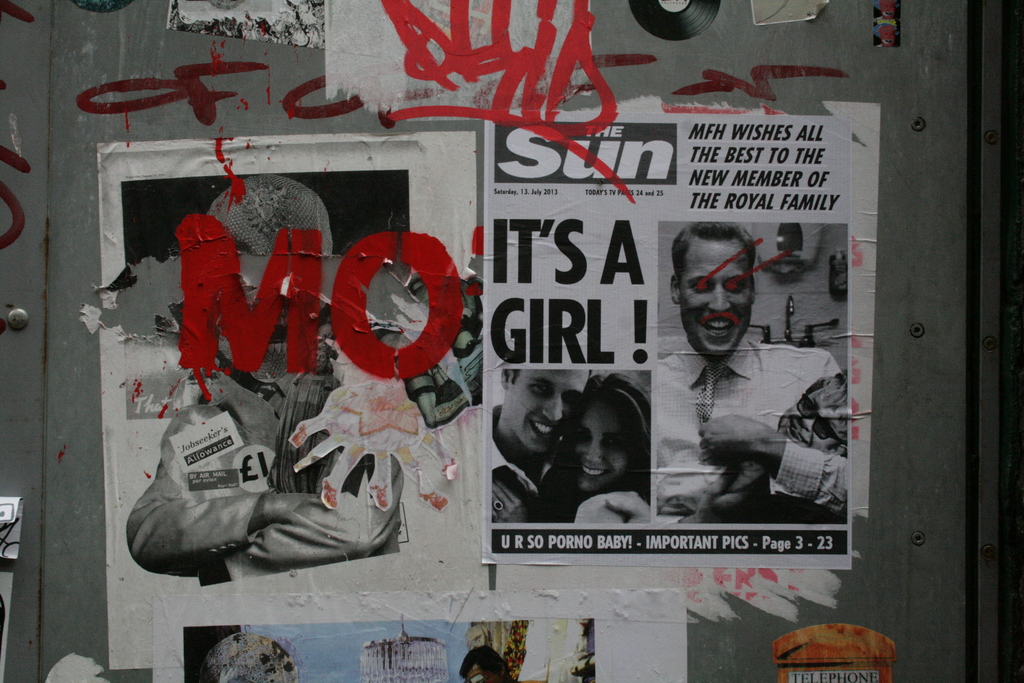 THE
Sun
MFH WISHES ALL
THE BEST TO THE
NEW MEMBER OF
THE ROYAL FAMILY
Saturday, 13. July 2013
TODAY'S TV PAGES 24 and 25
IT'S A
GIRL !
U R SO PORNO BABY! - IMPORTANT PICS - Page 3 - 23
MO
Jobseeker's
Allowance
BY AIR MAIL
par avion
£1
TELEPHONE